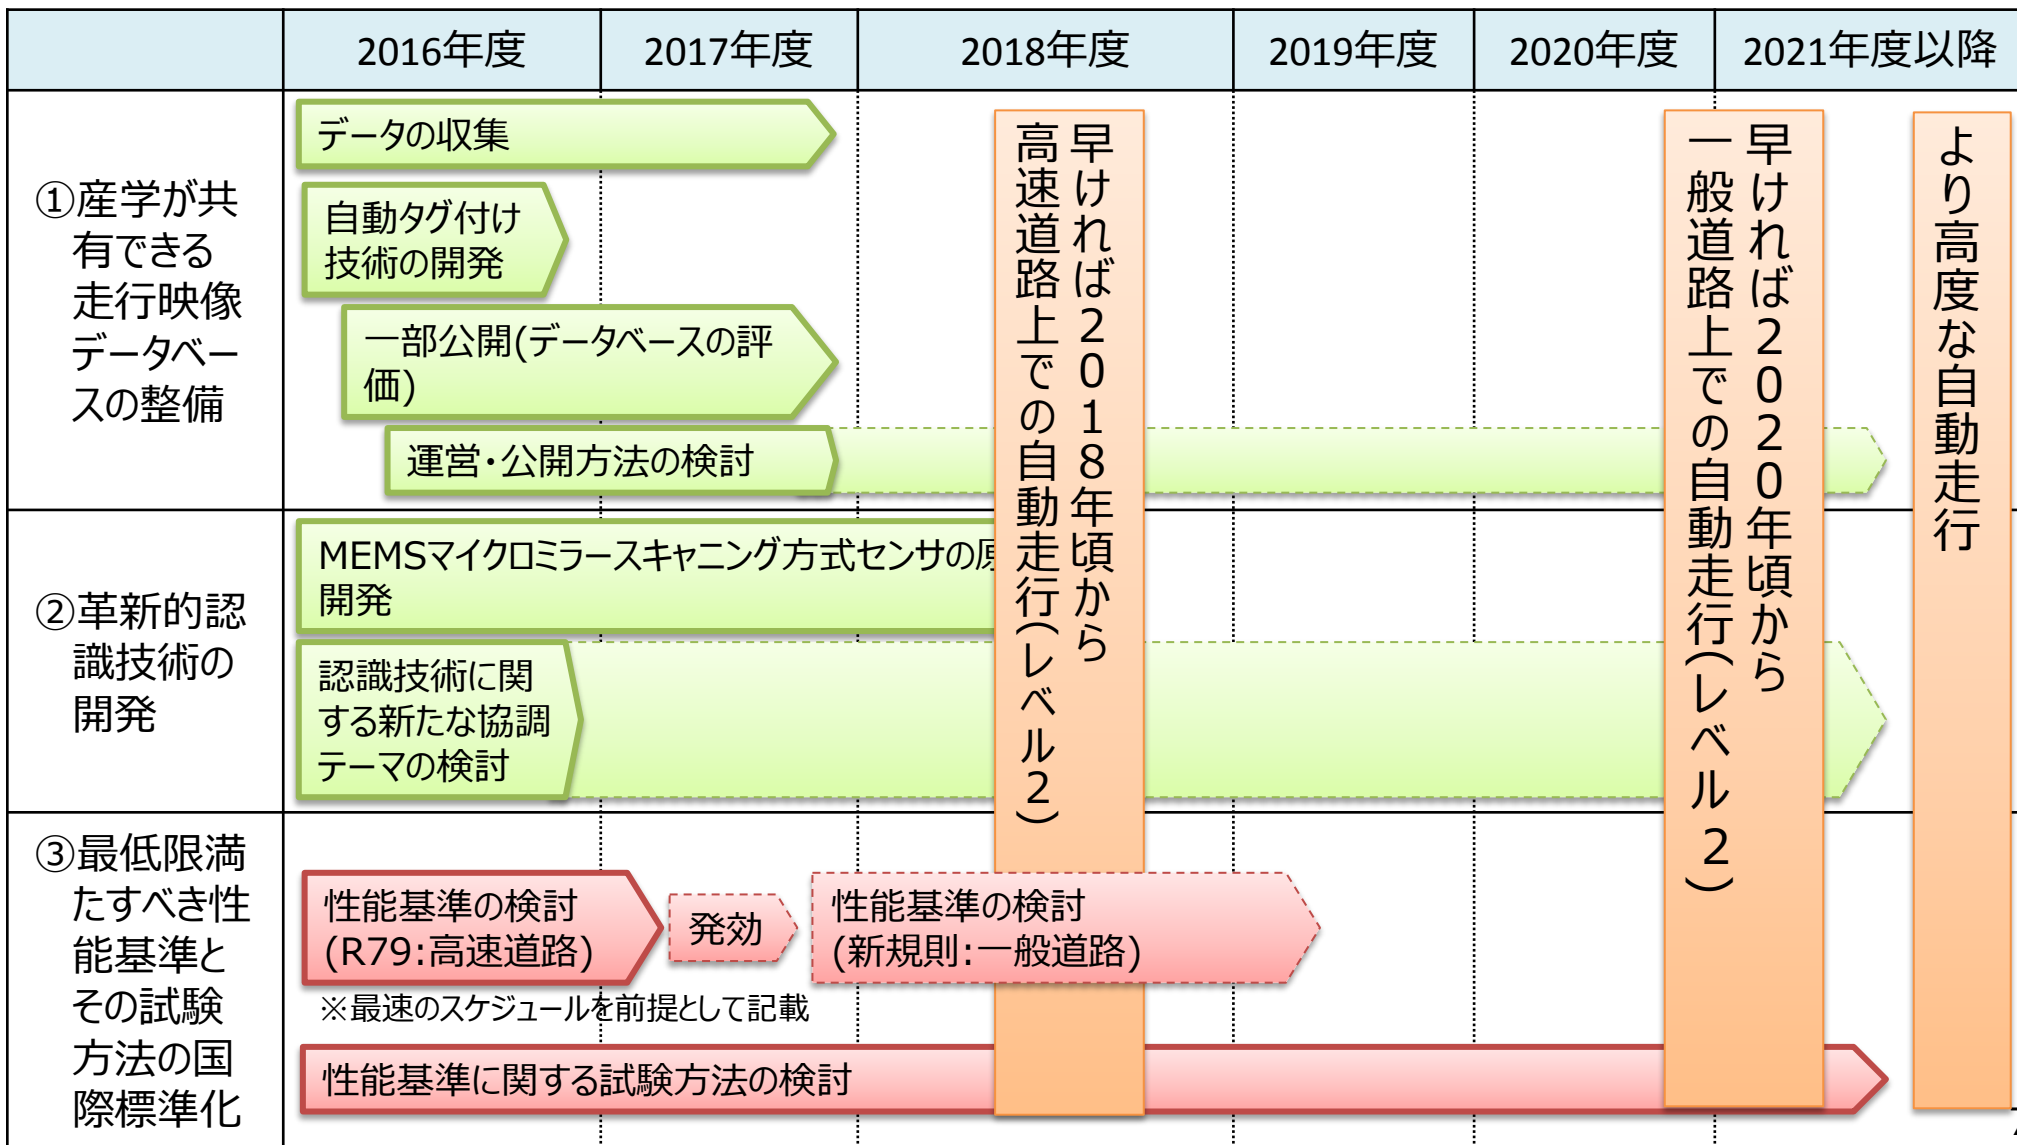 2016年度
2017年度
2018年度
2019年度
2020年度
2021年度以降
①産学が共
有できる
走行映像
データベー
スの整備
データの収集
自動タグ付け
技術の開発
一部公開(データベースの評
価)
運営・公開方法の検討
②革新的認
識技術の
開発
MEMSマイクロミラースキャニング方式センサの
開発
認識技術に関
する新たな協調
テーマの検討
③最低限満
たすべき性
能基準と
その試験
方法の国
際標準化
性能基準の検討
(R79:高速道路)
発効
性能基準の検討
(新規則:一般道路)
※最速のスケジュールを前提として記載
性能基準に関する試験方法の検討
早ければ2018年頃から
高速道路上での自動走行(レベル2)
早ければ2020年頃から
一般道路上での自動走行(レベル2)
より高度な自動走行